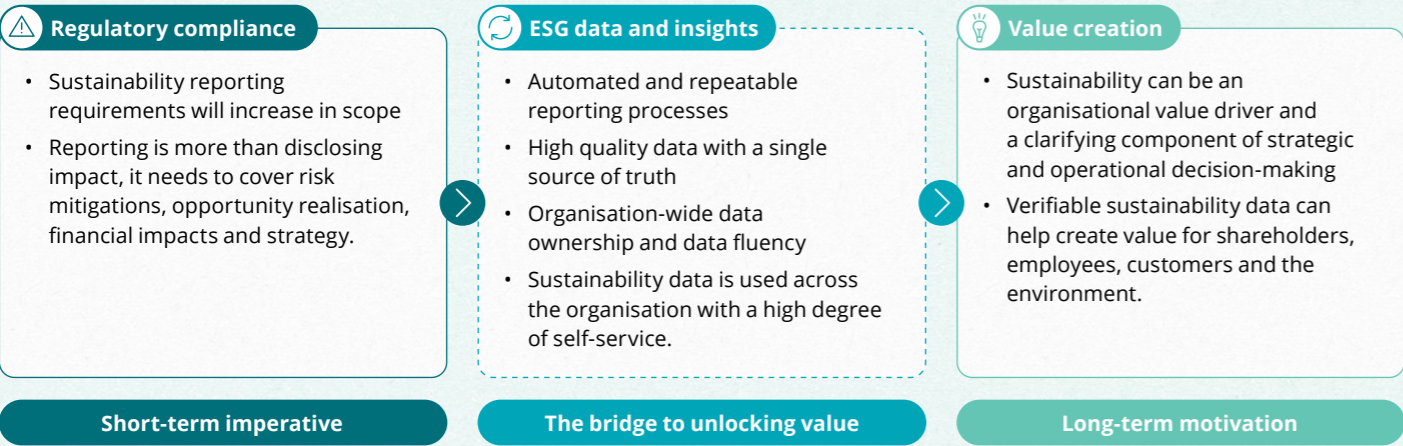 Regulatory compliance
• Sustainability reporting
requirements will increase in scope
• Reporting is more than disclosing
impact, it needs to cover risk
mitigations, opportunity realisation,
financial impacts and strategy.
Short-term imperative
ESG data and insights
• Automated and repeatable
reporting processes
• High quality data with a single
source of truth
• Organisation-wide data
ownership and data fluency
• Sustainability data is used across
the organisation with a high degree
of self-service.
The bridge to unlocking value
Value creation
• Sustainability can be an
organisational value driver and
a clarifying component of strategic
and operational decision-making
• Verifiable sustainability data can
help create value for shareholders,
employees, customers and the
environment.
Long-term motivation